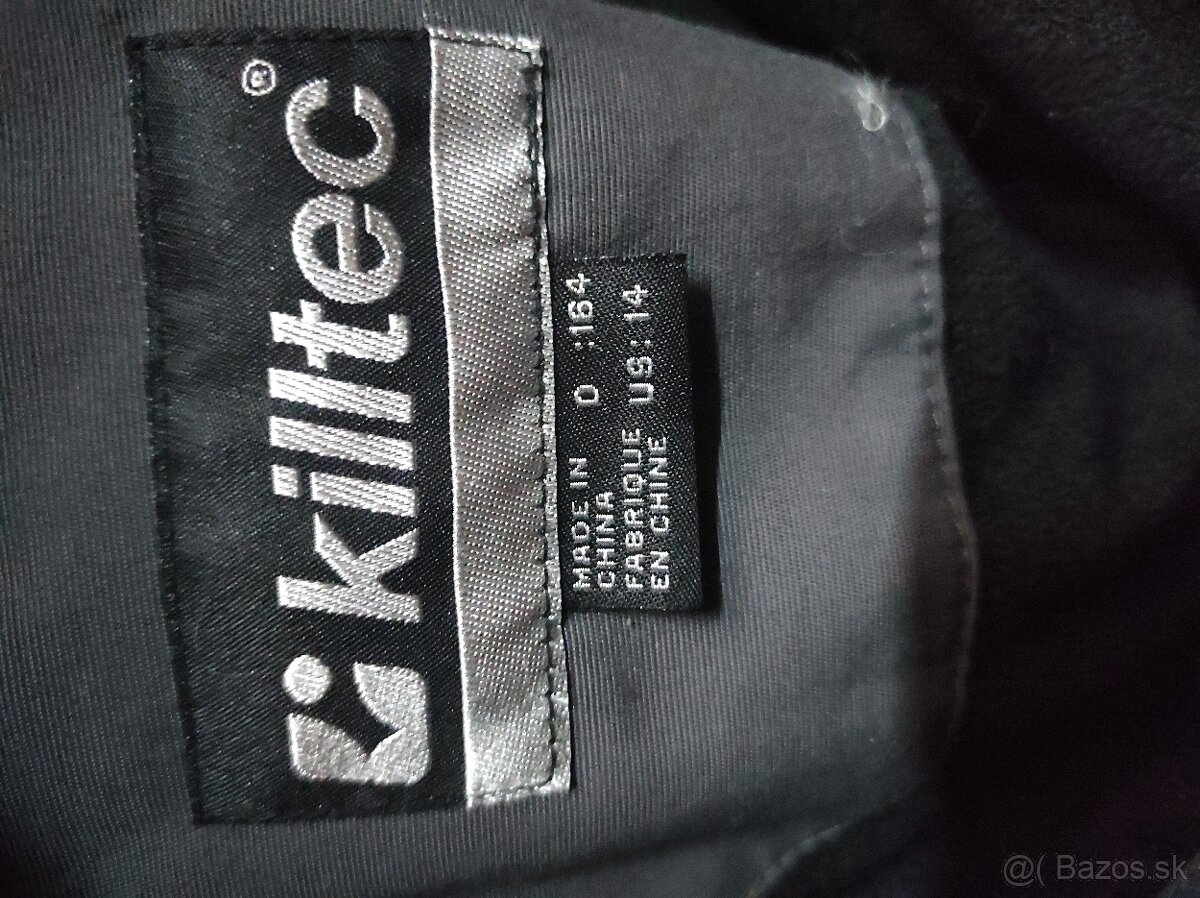 killtec®
MADE IN
CHINA
FABRIQUE
EN CHINE
D :164
US:14
@( Bazos.sk